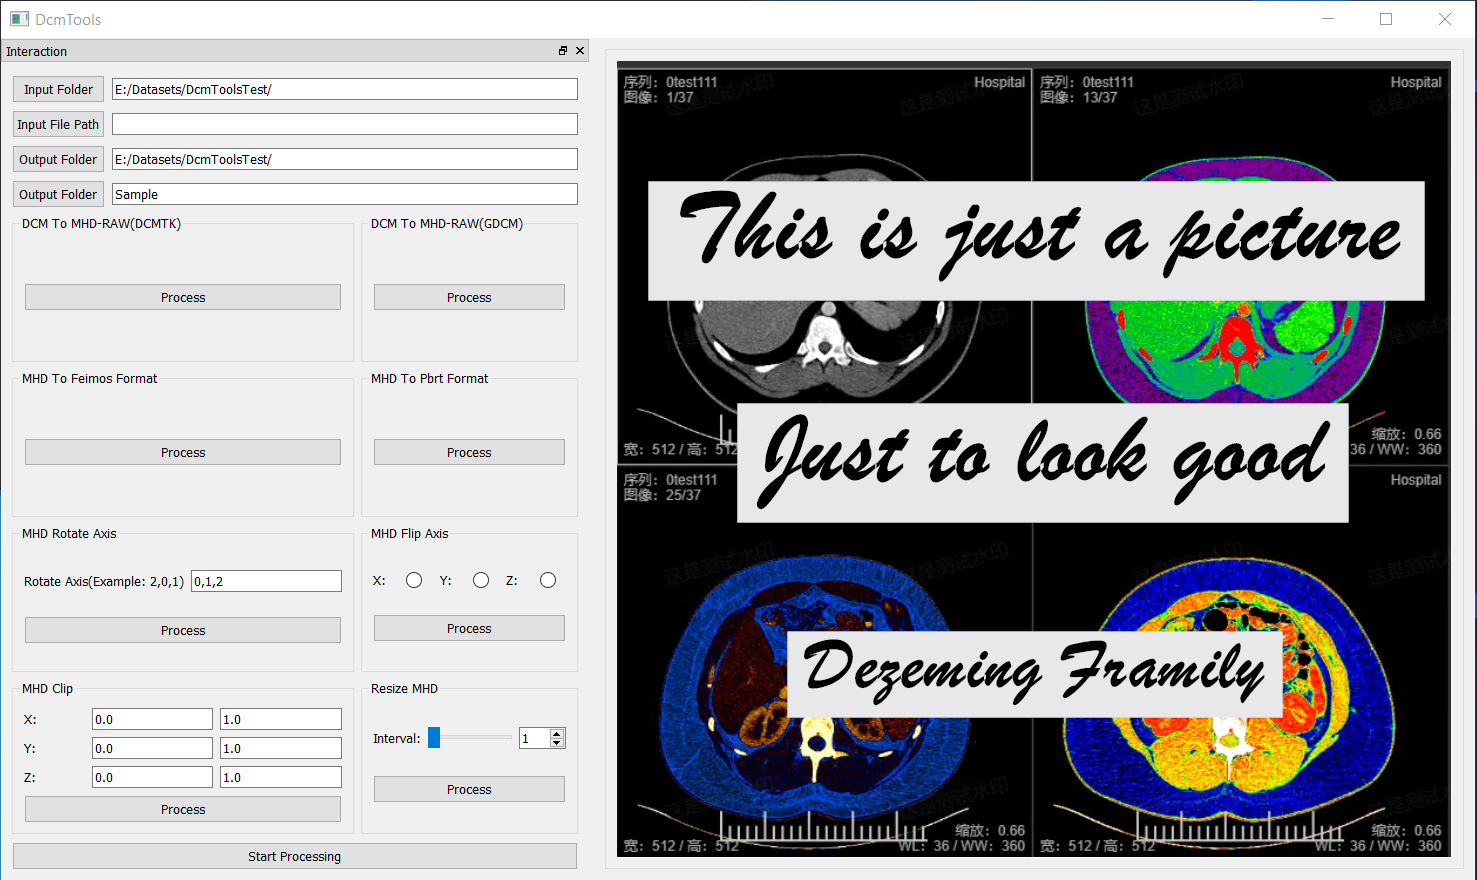 DcmTools
Interaction
Input Folder E:/Datasets/DcmToolsTest/
Input File Path
Output Folder E:/Datasets/DcmToolsTest/
Output Folder Sample
DCM To MHD-RAW(DCMTK)
Process
DCM To MHD-RAW(GDCM)
Process
MHD To Feimos Format
Process
MHD To Pbrt Format
Process
MHD Rotate Axis
Rotate Axis(Example: 2,0,1) 0,1,2
Process
MHD Flip Axis
X: Y: Z:
Process
MHD Clip
X: 0.0 1.0
Y: 0.0 1.0
Z: 0.0 1.0
Process
Resize MHD
Interval: 1
Process
Start Processing
序列: 0test111 Hospital
图像: 1/37
这是测试水印
宽: 512 / 高: 512
序列: 0test111 Hospital
图像: 13/37
这是测试水印
缩放: 0.66
36 / WW: 360
This is just a picture
Just to look good
序列: 0test111
图像: 25/37
这是测试水印
缩放: 0.66
宽: 512 / 高: 512 WL: 36 / WW: 360
Hospital
这是测试水印
缩放: 0.66
宽: 512 / 高: 512 WL: 36 / WW: 360
Dezeming Framily